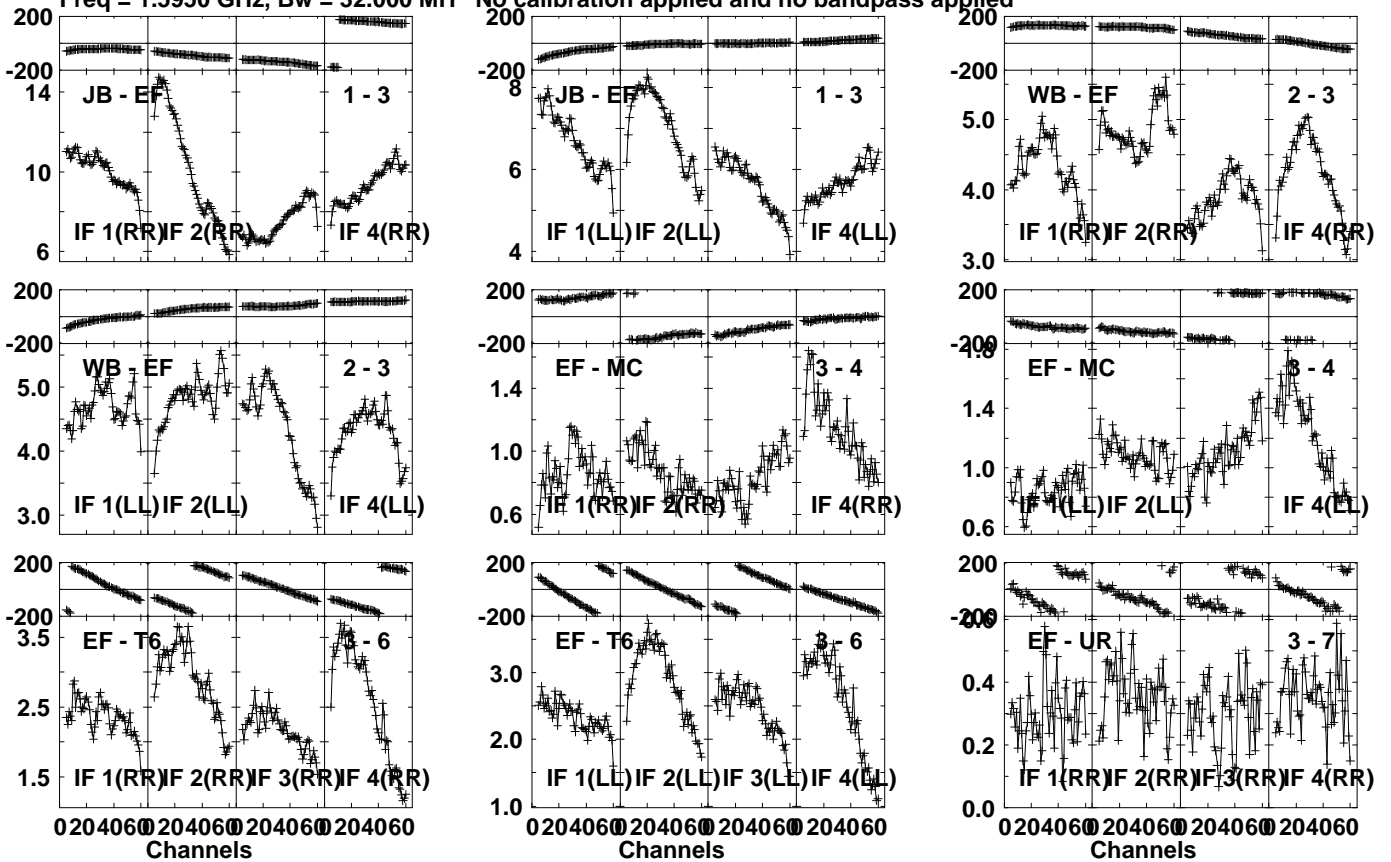 Freq = 1.5950 GHz, Bw = 32.000 MH No calibration applied and no bandpass applied
200 200 200
-200 -200 -200
JB - EF 1 - 3 JB - EF 1 - 3 WB - EF 2 - 3
14 8 5.0
10 6 4.0
6 4 3.0
IF 1(RR) IF 2(RR) IF 4(RR) IF 1(LL) IF 2(LL) IF 4(LL) IF 1(RR) IF 2(RR) IF 4(RR)
200 200 200
-200 -200 -200
WB - EF 2 - 3 EF - MC 3 - 4 EF - MC 3 - 4
5.0 1.4 1.8
4.0 1.0 1.4
3.0 0.6 1.0
0.6
IF 1(LL) IF 2(LL) IF 4(LL) IF 1(RR) IF 2(RR) IF 4(RR) IF 1(LL) IF 2(LL) IF 4(LL)
200 200 200
-200 -200 -200
EF - T6 3 - 6 EF - T6 3 - 6 EF - UR 3 - 7
3.5 3.0 0.6
2.5 2.0 0.4
1.5 1.0 0.2
0.0
IF 1(RR) IF 2(RR) IF 3(RR) IF 4(RR) IF 1(LL) IF 2(LL) IF 3(LL) IF 4(LL) IF 1(RR) IF 2(RR) IF 3(RR) IF 4(RR)
0 20 40 60 0 20 40 60 0 20 40 60 0 20 40 60 0 20 40 60 0 20 40 60 0 20 40 60 0 20 40 60 0 20 40 60 0 20 40 60 0 20 40 60 0 20 40 60
Channels Channels Channels